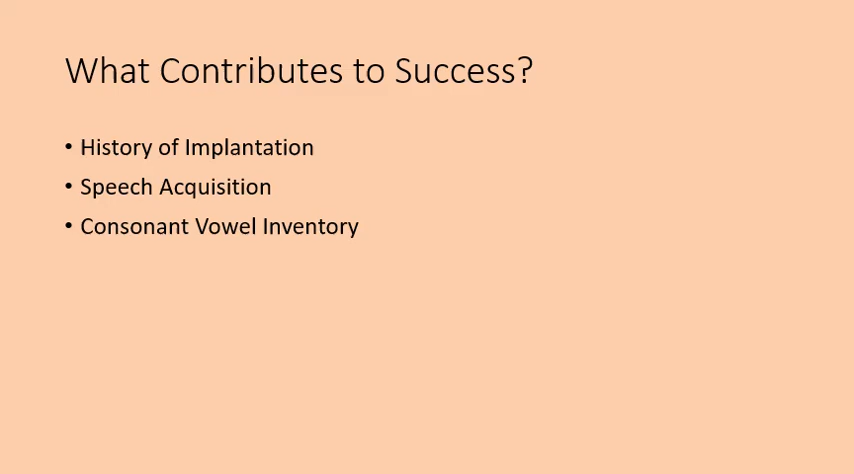 What Contributes to Success?
• History of Implantation
• Speech Acquisition
• Consonant Vowel Inventory